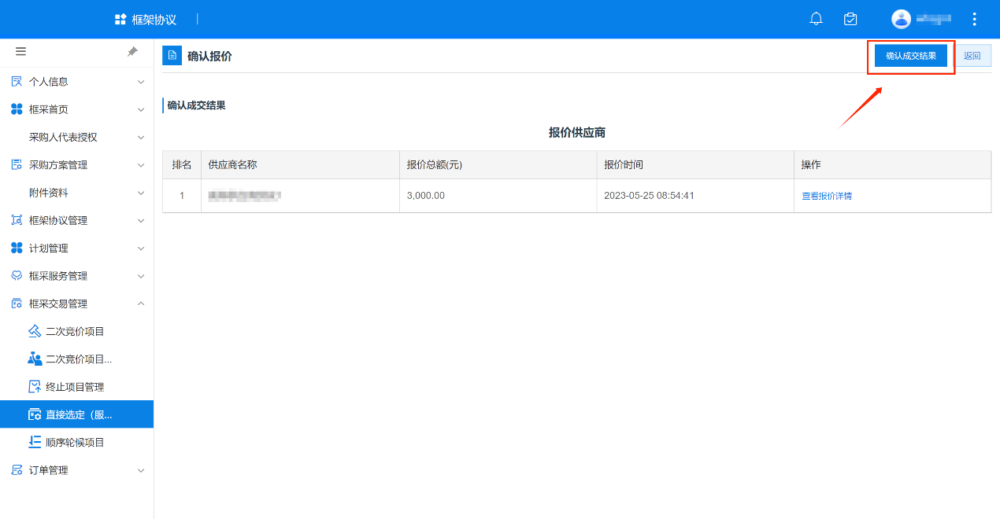 框架协议
确认报价
确认成交结果
返回
个人信息
框采首页
采购人代表授权
采购方案管理
附件资料
框架协议管理
计划管理
框采服务管理
框采交易管理
二次竞价项目
二次竞价项目...
终止项目管理
直接选定（服...
顺序轮候项目
订单管理
确认成交结果
报价供应商
排名 供应商名称 报价总额(元) 报价时间 操作
1 3,000.00 2023-05-25 08:54:41 查看报价详情